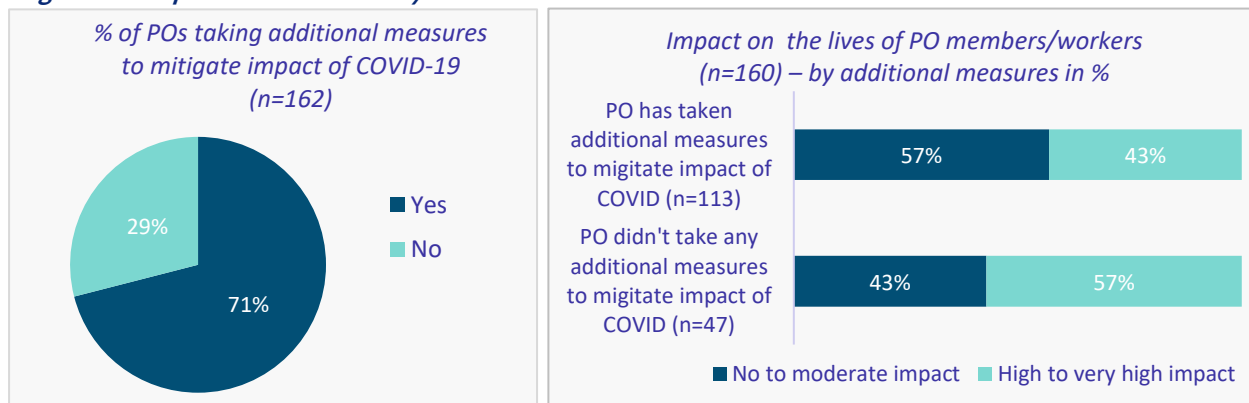 % of POs taking additional measures
to mitigate impact of COVID-19
(n=162)
29%
71%
Yes
No
Impact on the lives of PO members/workers
(n=160) – by additional measures in %
PO has taken
additional measures
to migitate impact of
COVID (n=113)
57%
43%
PO didn't take any
additional measures
to migitate impact of
COVID (n=47)
43%
57%
No to moderate impact
High to very high impact